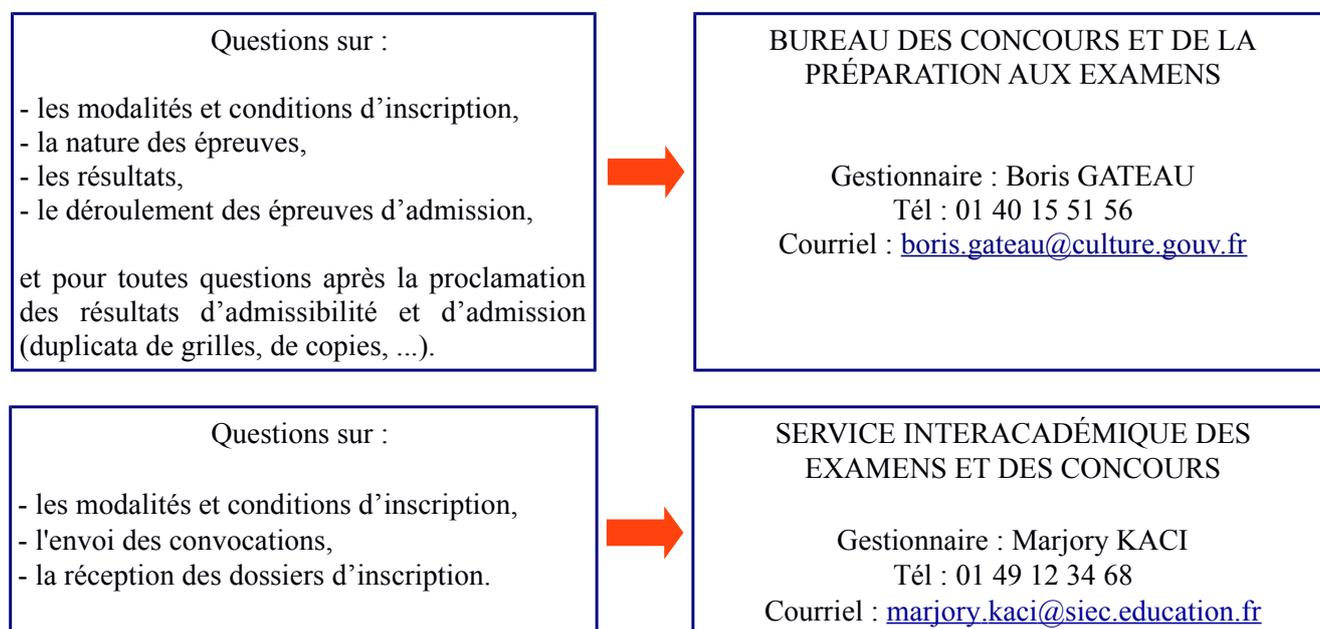 Questions sur :
- les modalités et conditions d’inscription,
- la nature des épreuves,
- les résultats,
- le déroulement des épreuves d’admission,
et pour toutes questions après la proclamation
des résultats d’admissibilité et d’admission
(duplicata de grilles, de copies, ...).
BUREAU DES CONCOURS ET DE LA
PRÉPARATION AUX EXAMENS
Gestionnaire : Boris GATEAU
Tél : 01 40 15 51 56
Courriel : boris.gateau@culture.gouv.fr
Questions sur :
- les modalités et conditions d’inscription,
- l'envoi des convocations,
- la réception des dossiers d’inscription.
SERVICE INTERACADÉMIQUE DES
EXAMENS ET DES CONCOURS
Gestionnaire : Marjory KACI
Tél : 01 49 12 34 68
Courriel : marjory.kaci@siec.education.fr